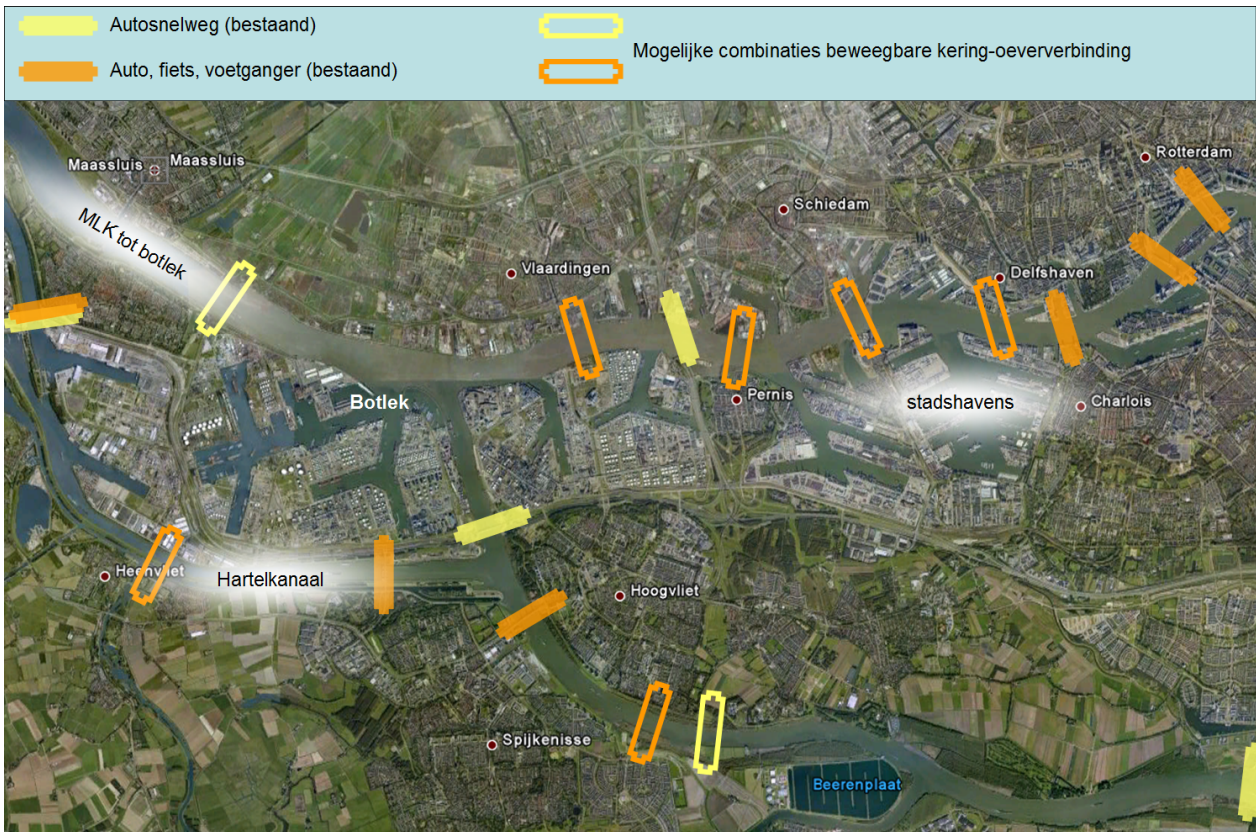 Autosnelweg (bestaand)
Auto, fiets, voetganger (bestaand)
Mogelijke combinaties beweegbare kering-oeververbinding
Maassluis Maassluis
Rotterdam
Schiedam
MLK tot botlek
Vlaardingen
Delfshaven
Botlek
Pernis
stadshavens
Charlois
Heenvliet
Hartelkanaal
Hoogvliet
Spijkenisse
Beerenplaat